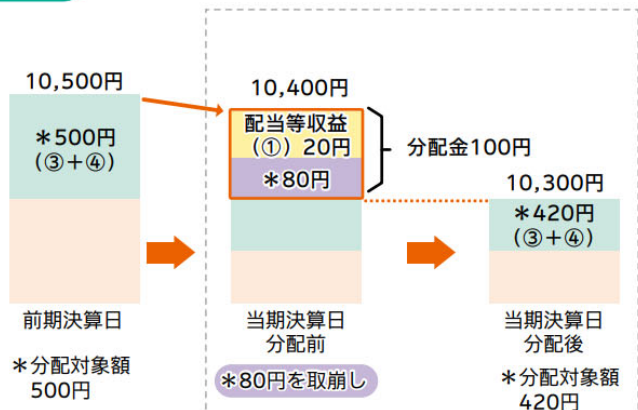 10,500円
＊500円
(③＋④)
前期決算日
＊分配対象額
500円
10,400円
配当等収益
(①) 20円
＊80円
分配金100円
当期決算日
分配前
＊80円を取崩し
10,300円
＊420円
(③＋④)
当期決算日
分配後
＊分配対象額
420円